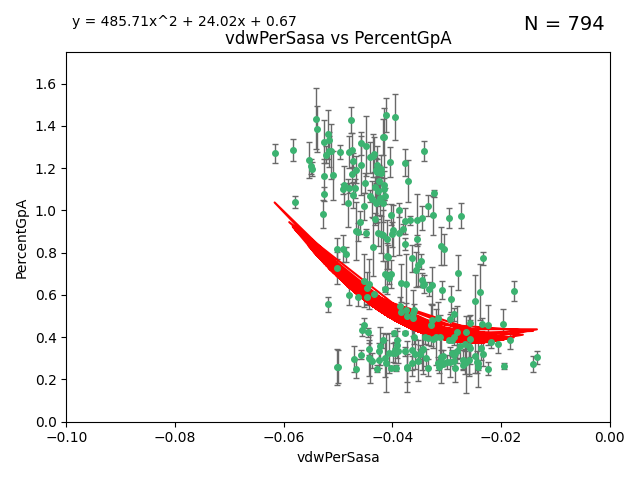 y = 485.71x^2 + 24.02x + 0.67
N = 794
vdwPerSasa vs PercentGpA
PercentGpA
1.6
1.4
1.2
1.0
0.8
0.6
0.4
0.2
0.0
−0.10 −0.08 −0.06 −0.04 −0.02 0.00
vdwPerSasa